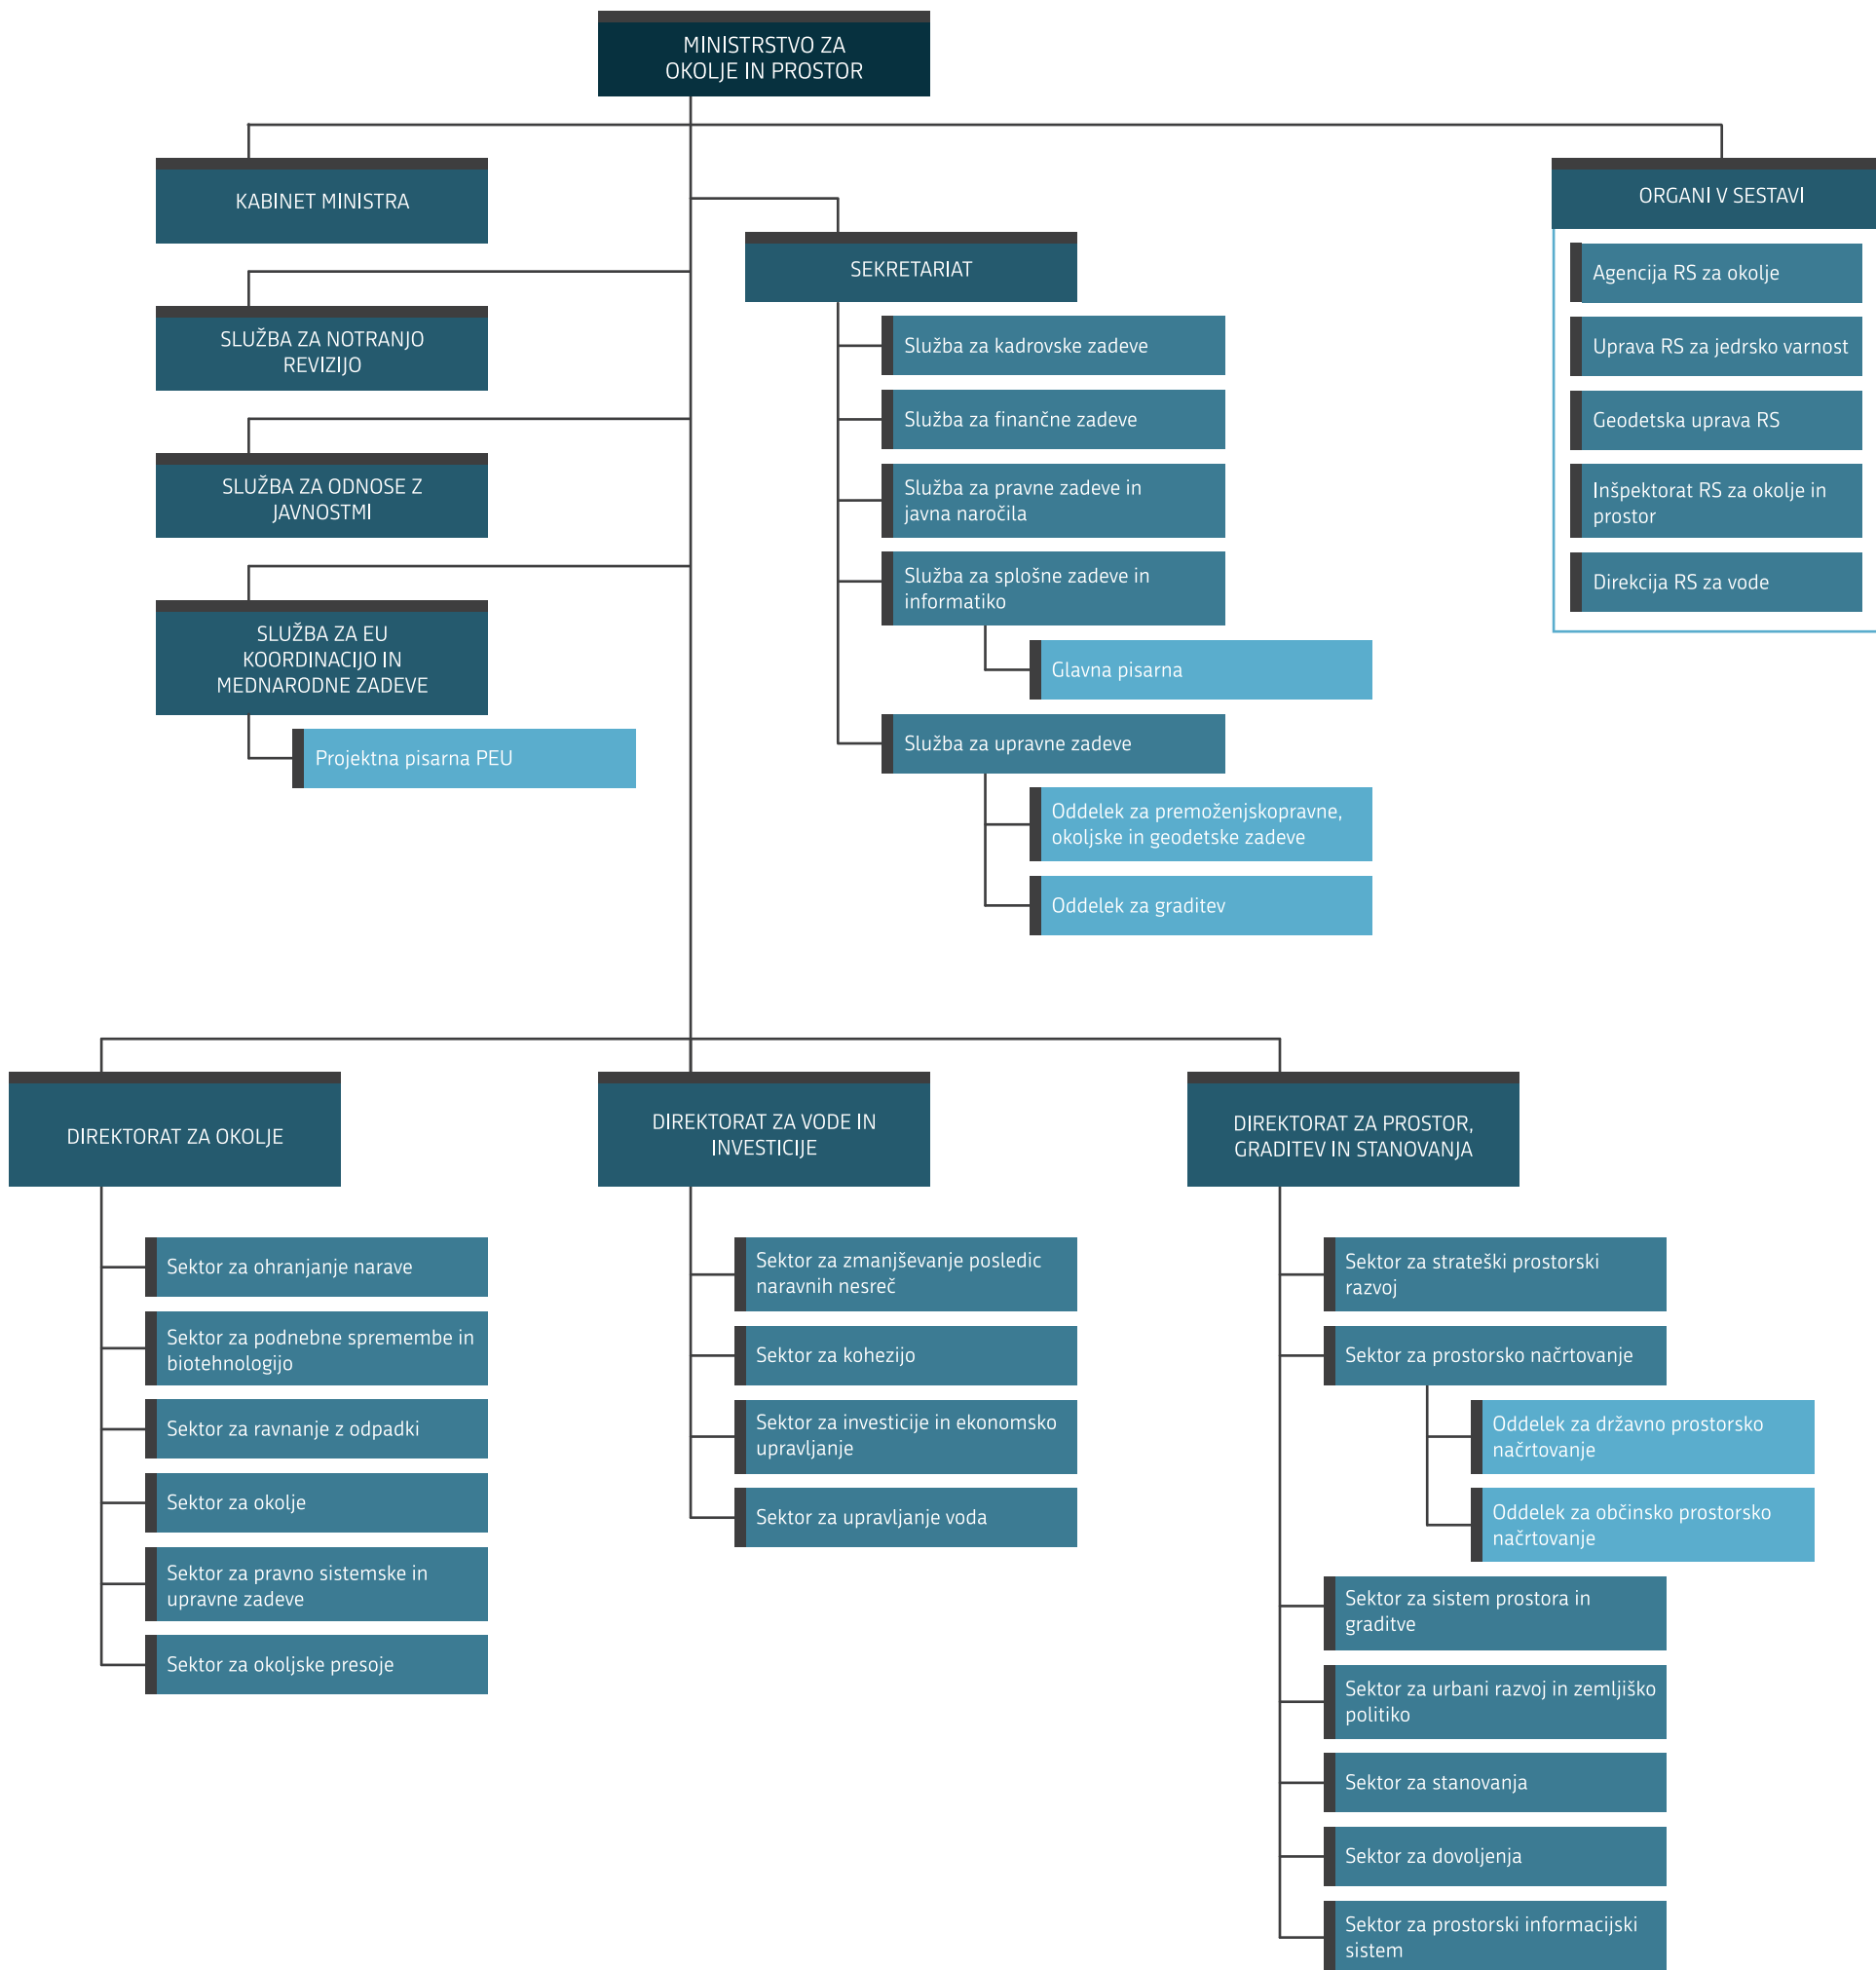 MINISTRSTVO ZA
OKOLJE IN PROSTOR
KABINET MINISTRA
SLUŽBA ZA NOTRANJO
REVIZIJO
SLUŽBA ZA ODNOSE Z
JAVNOSTMI
SLUŽBA ZA EU
KOORDINACIJO IN
MEDNARODNE ZADEVE
Projektna pisarna PEU
SEKRETARIAT
Služba za kadrovske zadeve
Služba za finančne zadeve
Služba za pravne zadeve in
javna naročila
Služba za splošne zadeve in
informatiko
Glavna pisarna
Služba za upravne zadeve
Oddelek za premoženjskopravne,
okoljske in geodetske zadeve
Oddelek za graditev
ORGANI V SESTAVI
Agencija RS za okolje
Uprava RS za jedrsko varnost
Geodetska uprava RS
Inšpektorat RS za okolje in
prostor
Direkcija RS za vode
DIREKTORAT ZA OKOLJE
Sektor za ohranjanje narave
Sektor za podnebne spremembe in
biotehnologijo
Sektor za ravnanje z odpadki
Sektor za okolje
Sektor za pravno sistemske in
upravne zadeve
Sektor za okoljske presoje
DIREKTORAT ZA VODE IN
INVESTICIJE
Sektor za zmanjševanje posledic
naravnih nesreč
Sektor za kohezijo
Sektor za investicije in ekonomsko
upravljanje
Sektor za upravljanje voda
DIREKTORAT ZA PROSTOR,
GRADITEV IN STANOVANJA
Sektor za strateški prostorski
razvoj
Sektor za prostorsko načrtovanje
Oddelek za državno prostorsko
načrtovanje
Oddelek za občinsko prostorsko
načrtovanje
Sektor za sistem prostora in
graditve
Sektor za urbani razvoj in zemljiško
politiko
Sektor za stanovanja
Sektor za dovoljenja
Sektor za prostorski informacijski
sistem